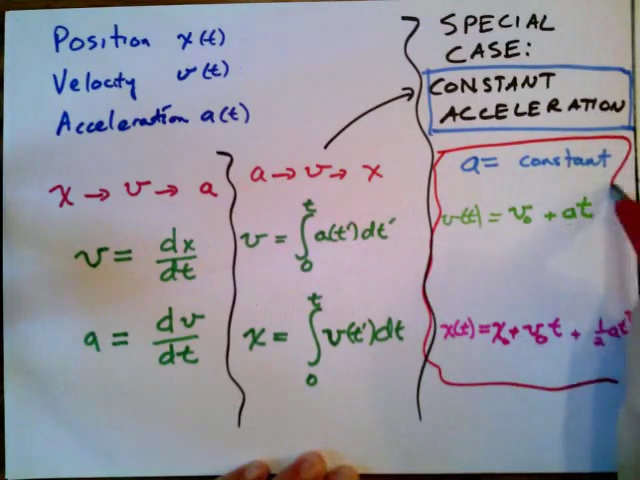 Position x(t)
Velocity v(t)
Acceleration a(t)
x → v → a
v = dx/dt
a = dv/dt
a → v → x
v = ∫₀ᵗ a(t')dt'
x = ∫₀ᵗ v(t')dt
SPECIAL
CASE:
CONSTANT
ACCELERATION
a = constant
v(t) = v₀ + at
x(t) = x₀ + v₀t + ½at²